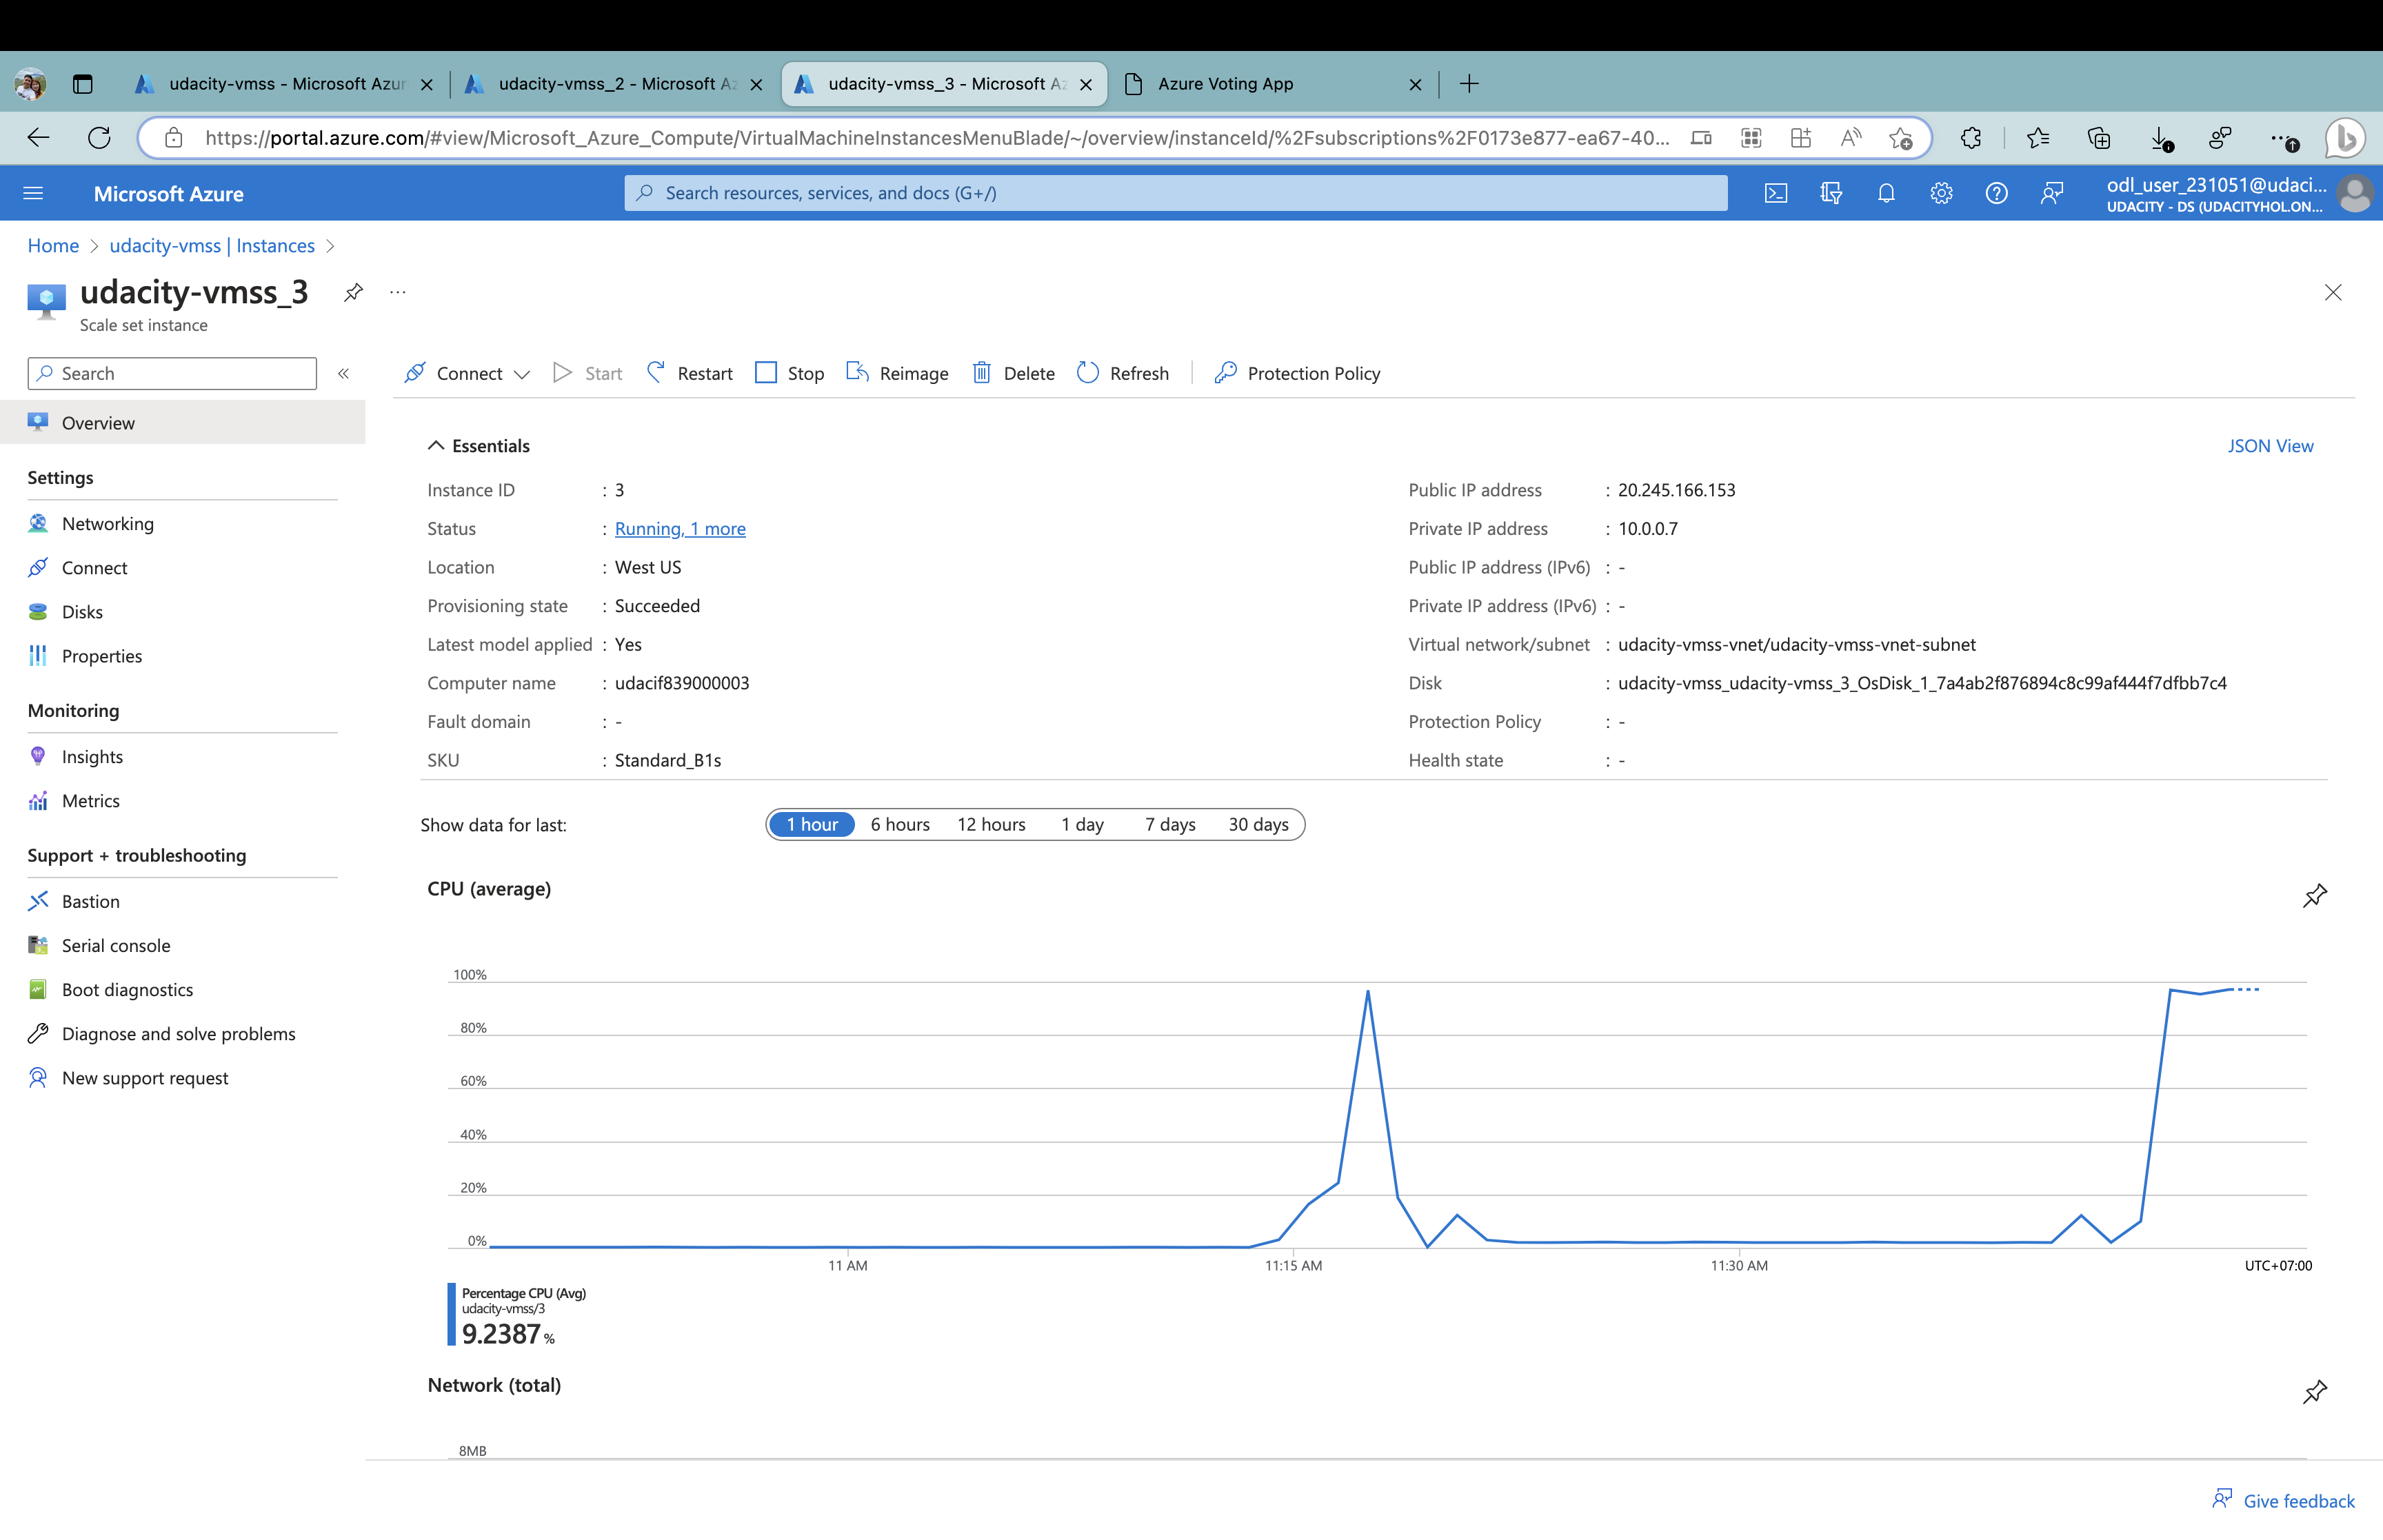 udacity-vmss - Microsoft Azur
udacity-vmss_2 - Microsoft Az
udacity-vmss_3 - Microsoft Az
Azure Voting App
https://portal.azure.com/#view/Microsoft_Azure_Compute/VirtualMachineInstancesMenuBlade/~/overview/instanceId/%2Fsubscriptions%2F0173e877-ea67-40...
Microsoft Azure
Search resources, services, and docs (G+/)
odl_user_231051@udaci...
UDACITY - DS (UDACITYHOL.ON...
Home > udacity-vmss | Instances >
udacity-vmss_3
...
Scale set instance
Search
«
Connect
Start
Restart
Stop
Reimage
Delete
Refresh
Protection Policy
Overview
Settings
Networking
Connect
Disks
Properties
Monitoring
Insights
Metrics
Support + troubleshooting
Bastion
Serial console
Boot diagnostics
Diagnose and solve problems
New support request
Essentials
JSON View
Instance ID : 3
Status : Running, 1 more
Location : West US
Provisioning state : Succeeded
Latest model applied : Yes
Computer name : udacif839000003
Fault domain : -
SKU : Standard_B1s
Public IP address : 20.245.166.153
Private IP address : 10.0.0.7
Public IP address (IPv6) : -
Private IP address (IPv6) : -
Virtual network/subnet : udacity-vmss-vnet/udacity-vmss-vnet-subnet
Disk : udacity-vmss_udacity-vmss_3_OsDisk_1_7a4ab2f876894c8c99af444f7dfbb7c4
Protection Policy : -
Health state : -
Show data for last:
1 hour
6 hours
12 hours
1 day
7 days
30 days
CPU (average)
100%
80%
60%
40%
20%
0%
11 AM
11:15 AM
11:30 AM
UTC+07:00
Percentage CPU (Avg)
udacity-vmss/3
9.2387 %
Network (total)
8MB
Give feedback